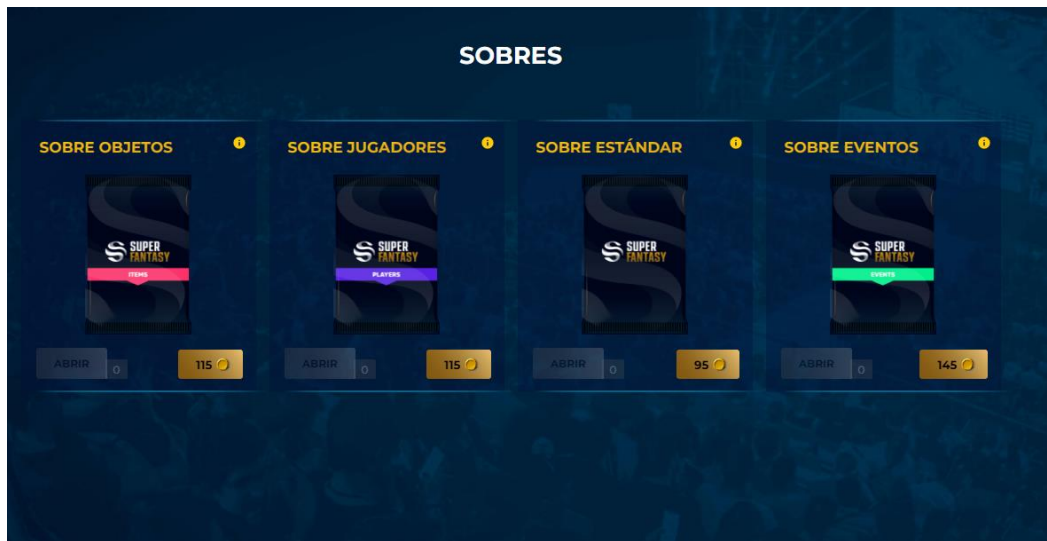 SOBRES
SOBRE OBJETOS
SUPER
FANTASY
ITEMS
ABRIR
0
115
SOBRE JUGADORES
SUPER
FANTASY
PLAYERS
ABRIR
0
115
SOBRE ESTÁNDAR
SUPER
FANTASY
ABRIR
0
95
SOBRE EVENTOS
SUPER
FANTASY
EVENTS
ABRIR
0
145